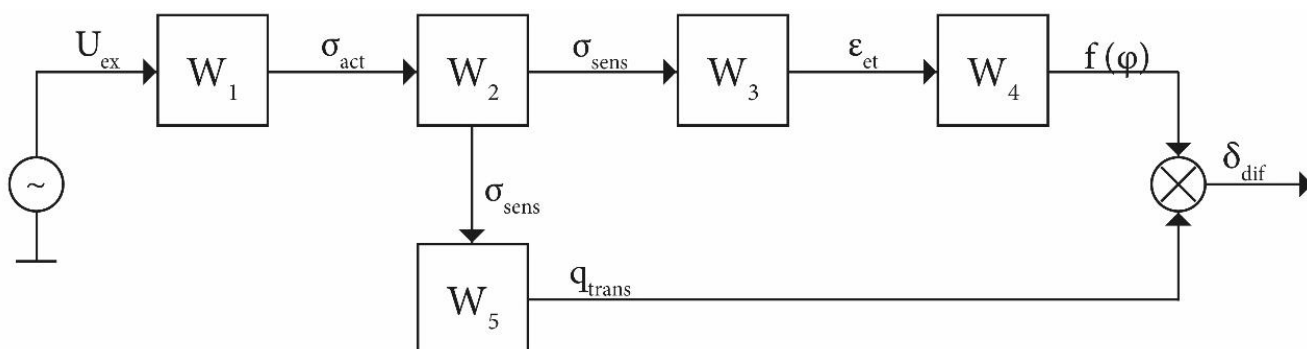 U_ex
W_1
σ_act
W_2
σ_sens
W_3
ε_et
W_4
f (φ)
~
δ_dif
σ_sens
W_5
q_trans